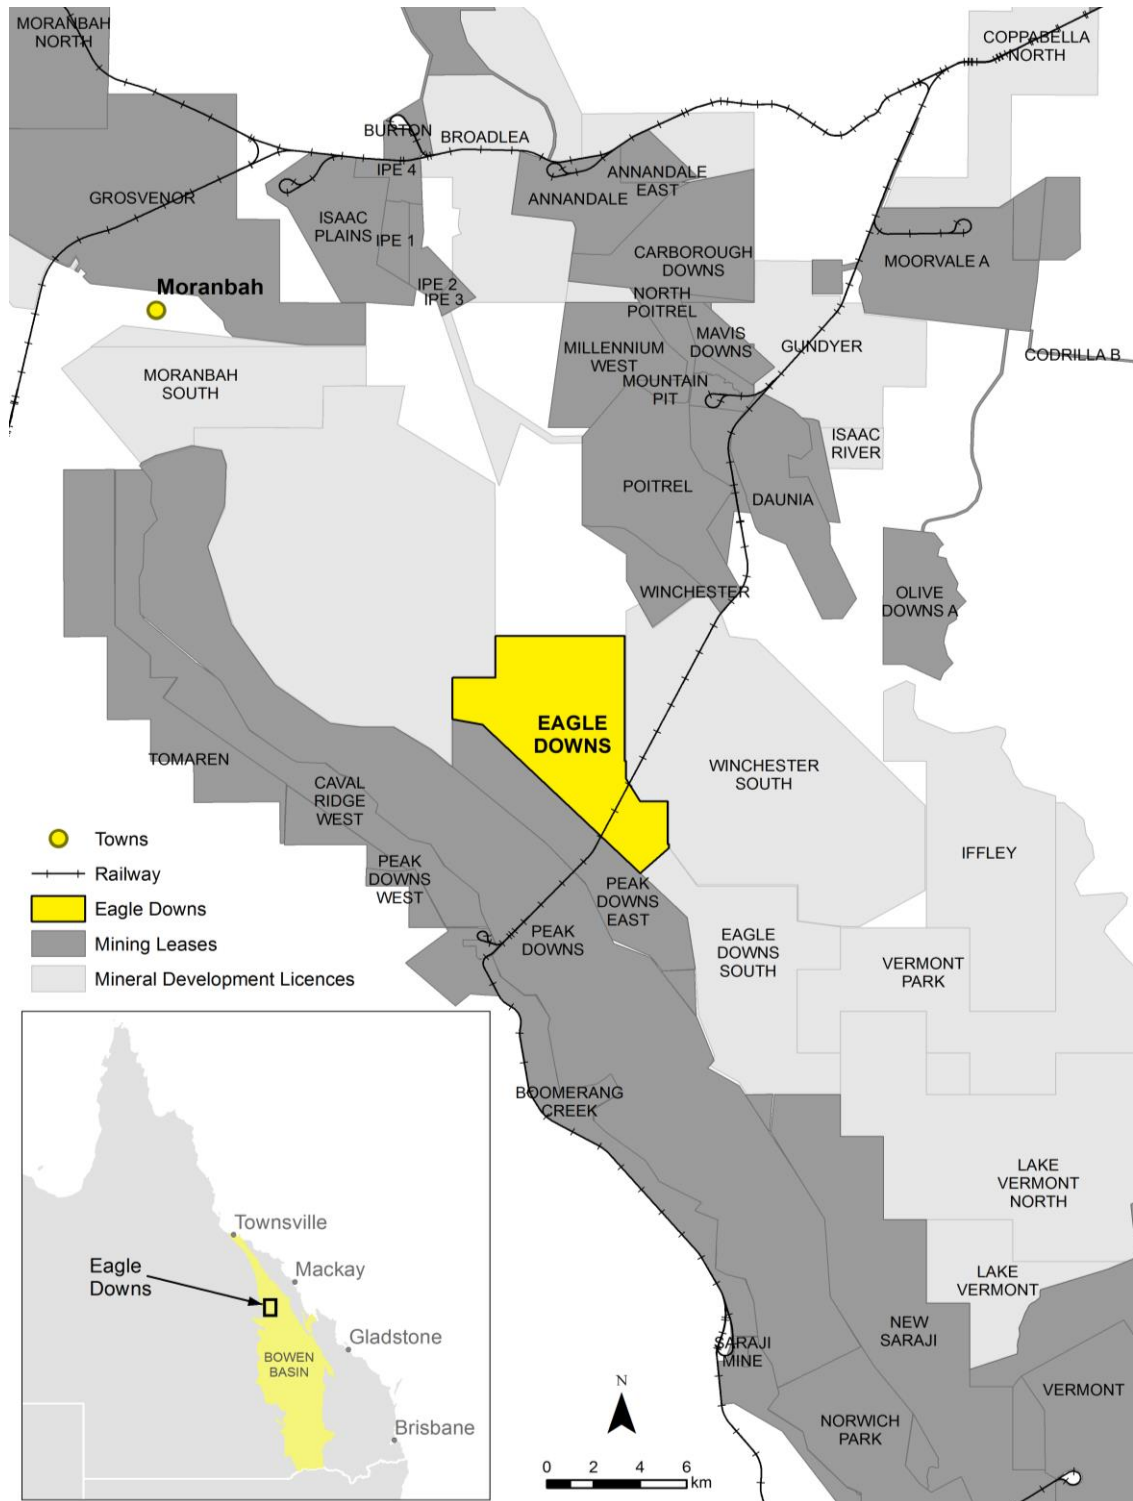 MORANBAH
NORTH
COPPABELLA
NORTH
BURTON
BROADLEA
IPE 4
ANNANDALE
EAST
ANNANDALE
GROSVENOR
ISAAC
PLAINS
IPE 1
CARBOROUGH
DOWNS
MOORVALE A
IPE 2
IPE 3
Moranbah
NORTH
POITREL
MAVIS
DOWNS
GUNDYER
MILLENNIUM
WEST
CODRILLA B
MORANBAH
SOUTH
MOUNTAIN
PIT
ISAAC
RIVER
POITREL
DAUNIA
WINCHESTER
OLIVE
DOWNS A
EAGLE
DOWNS
TOMAREN
WINCHESTER
SOUTH
CAVAL
RIDGE
WEST
IFFLEY
PEAK
DOWNS
WEST
PEAK
DOWNS
EAST
PEAK
DOWNS
EAGLE
DOWNS
SOUTH
VERMONT
PARK
BOOMERANG
CREEK
LAKE
VERMONT
NORTH
LAKE
VERMONT
NEW
SARAJI
SARAJI
MINE
VERMONT
NORWICH
PARK
Towns
Railway
Eagle Downs
Mining Leases
Mineral Development Licences
Townsville
Eagle
Downs
Mackay
Gladstone
BOWEN
BASIN
Brisbane
N
0 2 4 6
km